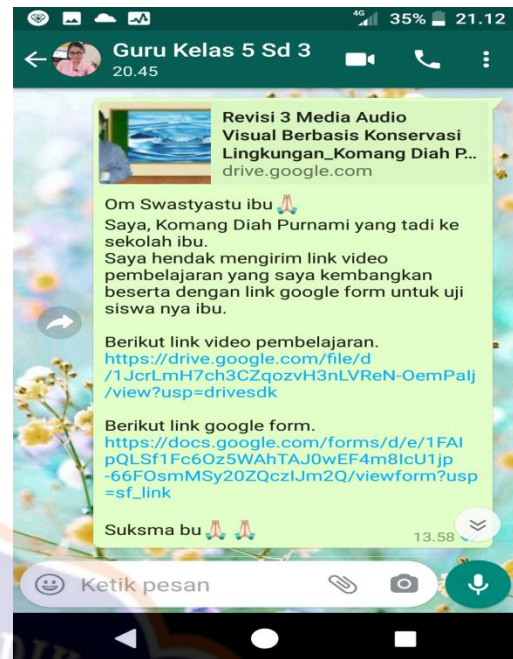 4G 35% 21.12
Guru Kelas 5 Sd 3
20.45
Revisi 3 Media Audio
Visual Berbasis Konservasi
Lingkungan_Komang Diah P...
drive.google.com
Om Swastyastu ibu🙏
Saya, Komang Diah Purnami yang tadi ke
sekolah ibu.
Saya hendak mengirim link video
pembelajaran yang saya kembangkan
beserta dengan link google form untuk uji
siswa nya ibu.
Berikut link video pembelajaran.
https://drive.google.com/file/d
/1JcrLmH7ch3CZqozvH3nLVReN-OemPaIj
/view?usp=drivesdk
Berikut link google form.
https://docs.google.com/forms/d/e/1FAI
pQLSf1Fc6Oz5WAhTAJ0wEF4m8IcU1jp
-66FOsmMSy20ZQczIJm2Q/viewform?usp
=sf_link
Suksma bu🙏 🙏
13.58
Ketik pesan